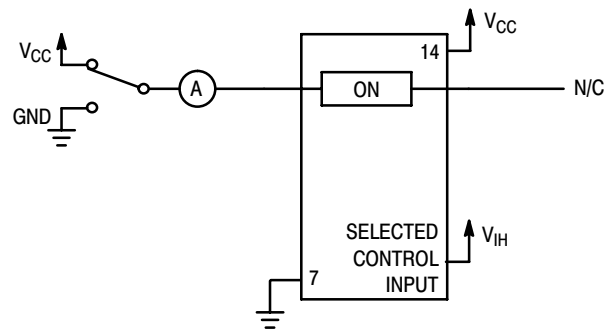 VCC
14
VCC
A
ON
N/C
GND
SELECTED
CONTROL
INPUT
VIH
7